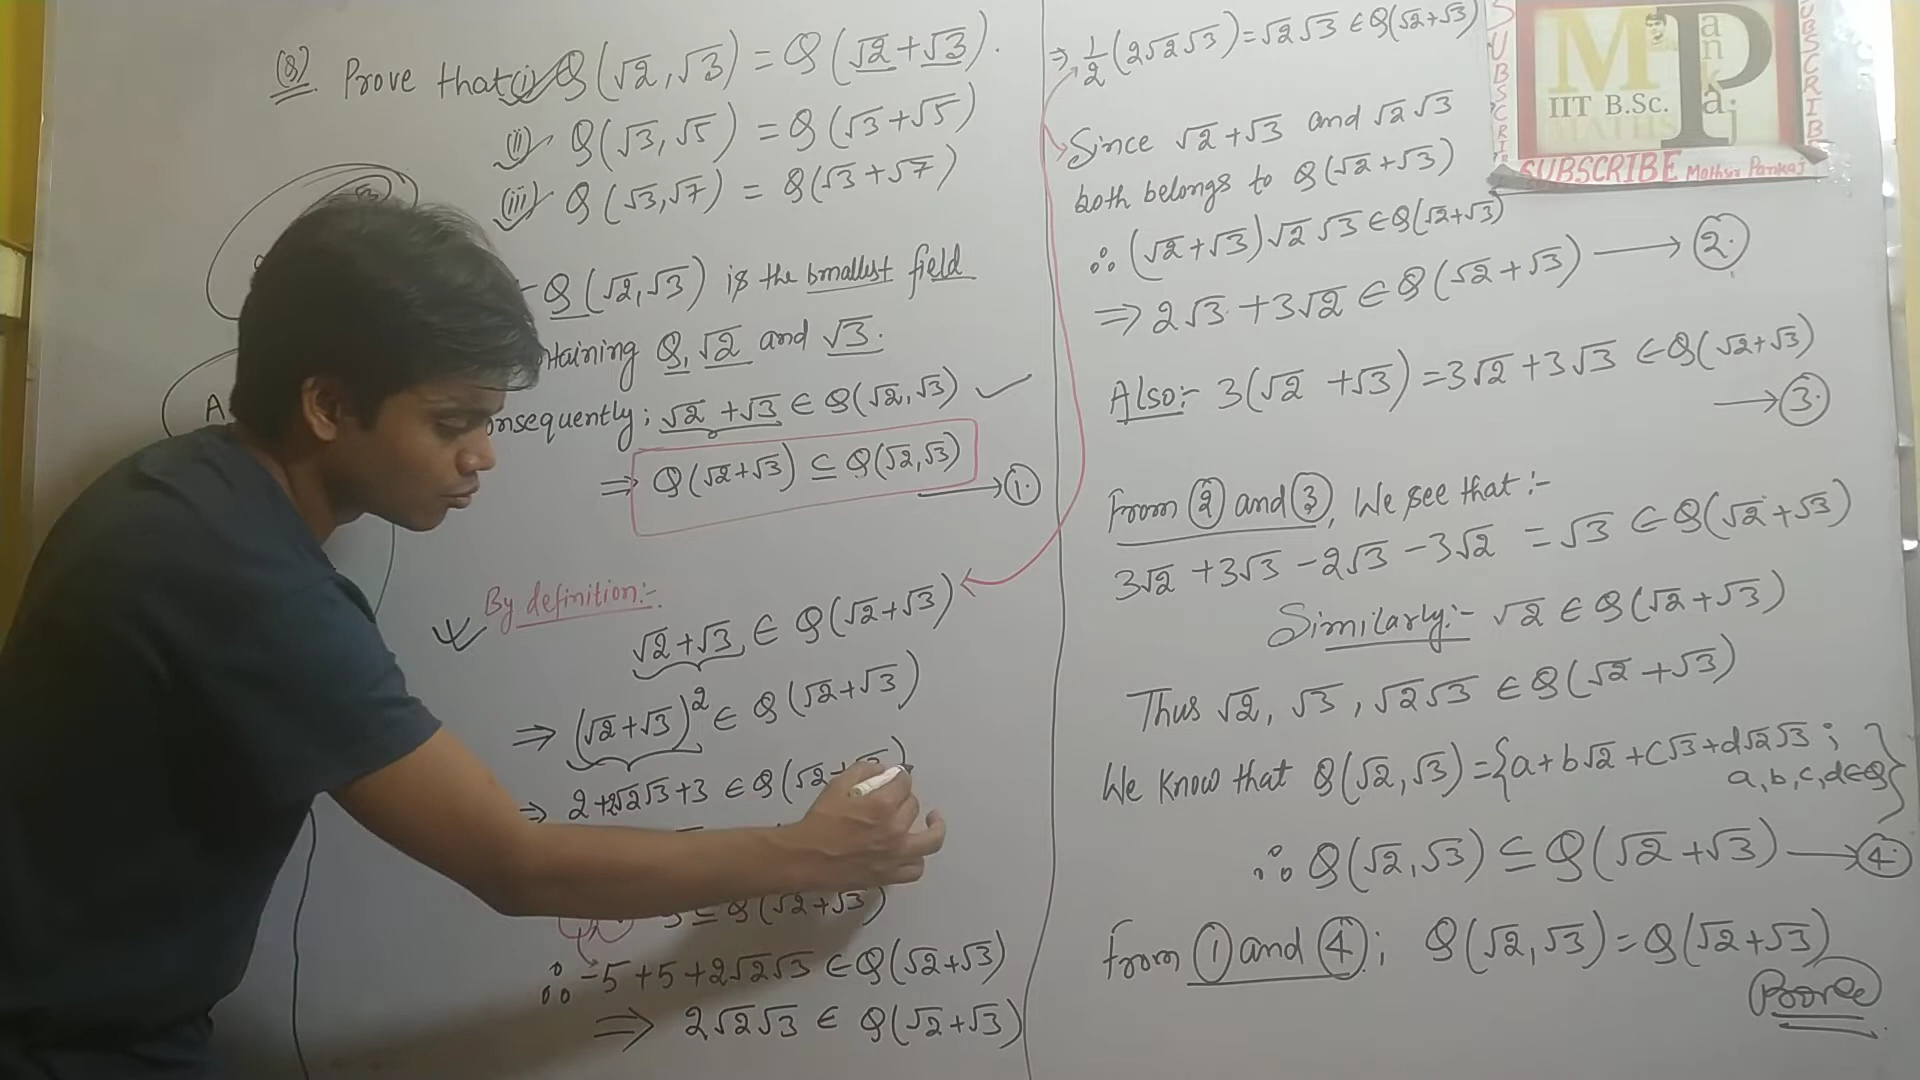 (8). Prove that (i) Q(√2,√3) = Q(√2+√3).
(ii) Q(√3,√5) = Q(√3+√5)
(iii) Q(√3,√7) = Q(√3+√7)
Q(√2,√3) is the smallest field
Q, √2 and √3.
√2+√3 ∈ Q(√2,√3) ✓
⇒ Q(√2+√3) ⊆ Q(√2,√3) → ①
By definition:-
√2+√3 ∈ Q(√2+√3)
⇒ (√2+√3)² ∈ Q(√2+√3)
⇒ 2+2√2√3+3 ∈ Q(√2+√3)
Q(√2+√3)
∴ -5+5+2√2√3 ∈ Q(√2+√3)
⇒ 2√2√3 ∈ Q(√2+√3)
⇒ 1/2 (2√2√3) = √2√3 ∈ Q(√2+√3)
Since √2+√3 and √2√3
both belongs to Q(√2+√3)
∴ (√2+√3)√2√3 ∈ Q(√2+√3)
⇒ 2√3+3√2 ∈ Q(√2+√3) → ②
Also:- 3(√2+√3) = 3√2+3√3 ∈ Q(√2+√3)
→ ③
From ② and ③, We see that:-
3√2+3√3-2√3-3√2 = √3 ∈ Q(√2+√3)
Similarly:- √2 ∈ Q(√2+√3)
Thus √2, √3, √2√3 ∈ Q(√2+√3)
We know that Q(√2,√3) = {a+b√2+c√3+d√2√3;
a,b,c,d∈Q}
∴ Q(√2,√3) ⊆ Q(√2+√3) → ④
From ① and ④; Q(√2,√3) = Q(√2+√3)
Proved
SUBSCRIBE
M P
ankaj
IIT B.Sc.
MATHS
SUBSCRIBE
SUBSCRIBE Mathur Pankaj
A